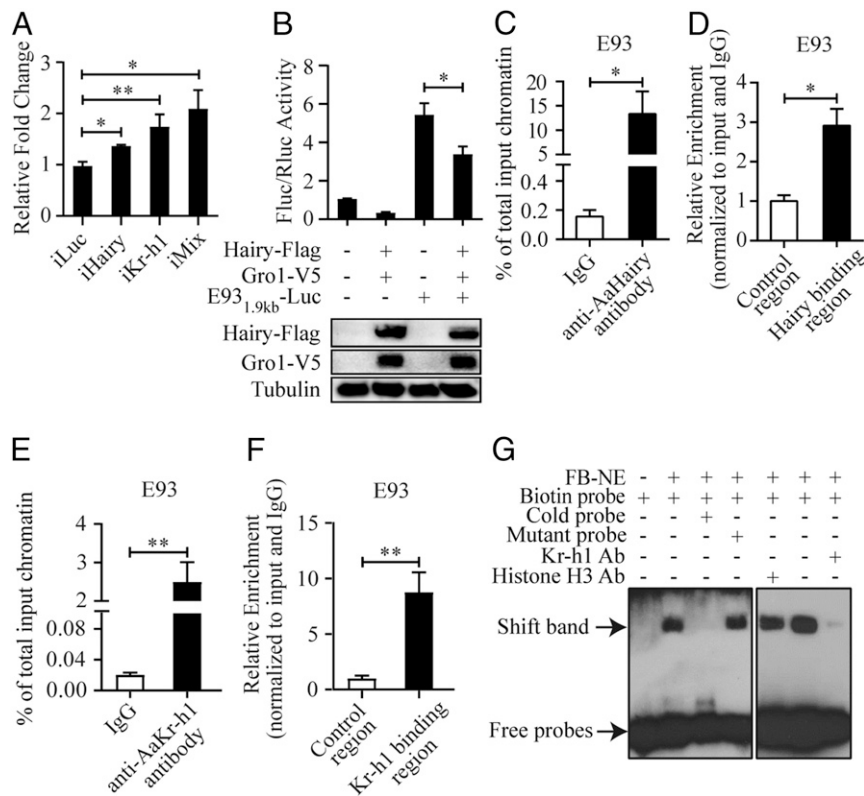 A
Relative Fold Change
3
2
1
0
*
**
*
iLuc
iHairy
iKr-h1
iMix
B
Fluc/Rluc Activity
8
6
4
2
0
*
Hairy-Flag - + - +
Gro1-V5 - + - +
E931.9kb-Luc - - + +
Hairy-Flag
Gro1-V5
Tubulin
C
E93
% of total input chromatin
20
15
10
5
0.4
0.2
0.0
*
IgG
anti-AaHairy
antibody
D
E93
Relative Enrichment
(normalized to input and IgG)
5
4
3
2
1
0
*
Control
region
Hairy binding
region
E
E93
% of total input chromatin
4
3
2
0.08
0.04
0.00
**
IgG
anti-AaKr-h1
antibody
F
E93
Relative Enrichment
(normalized to input and IgG)
15
10
5
0
**
Control
region
Kr-h1 binding
region
G
FB-NE - + + + + + +
Biotin probe + + + + + + +
Cold probe - - + - - - -
Mutant probe - - - + - - -
Kr-h1 Ab - - - - - - +
Histone H3 Ab - - - - + - -
Shift band
Free probes